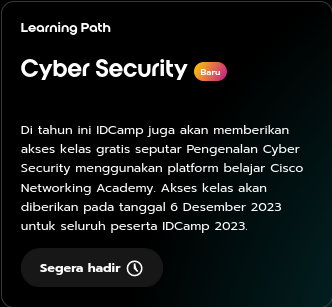 Learning Path
Cyber Security Baru
Di tahun ini IDCamp juga akan memberikan
akses kelas gratis seputar Pengenalan Cyber
Security menggunakan platform belajar Cisco
Networking Academy. Akses kelas akan
diberikan pada tanggal 6 Desember 2023
untuk seluruh peserta IDCamp 2023.
Segera hadir